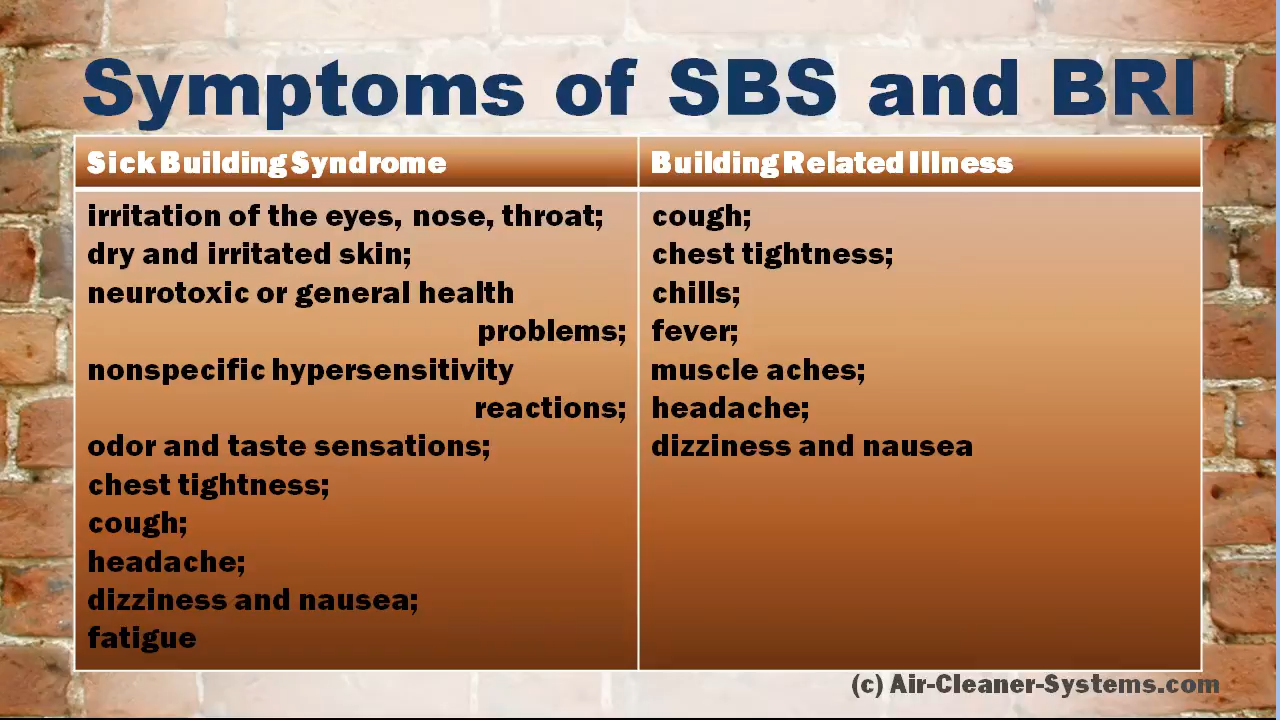 Symptoms of SBS and BRI
Sick Building Syndrome
irritation of the eyes, nose, throat;
dry and irritated skin;
neurotoxic or general health
problems;
nonspecific hypersensitivity
reactions;
odor and taste sensations;
chest tightness;
cough;
headache;
dizziness and nausea;
fatigue
Building Related Illness
cough;
chest tightness;
chills;
fever;
muscle aches;
headache;
dizziness and nausea
(c) Air-Cleaner-Systems.com